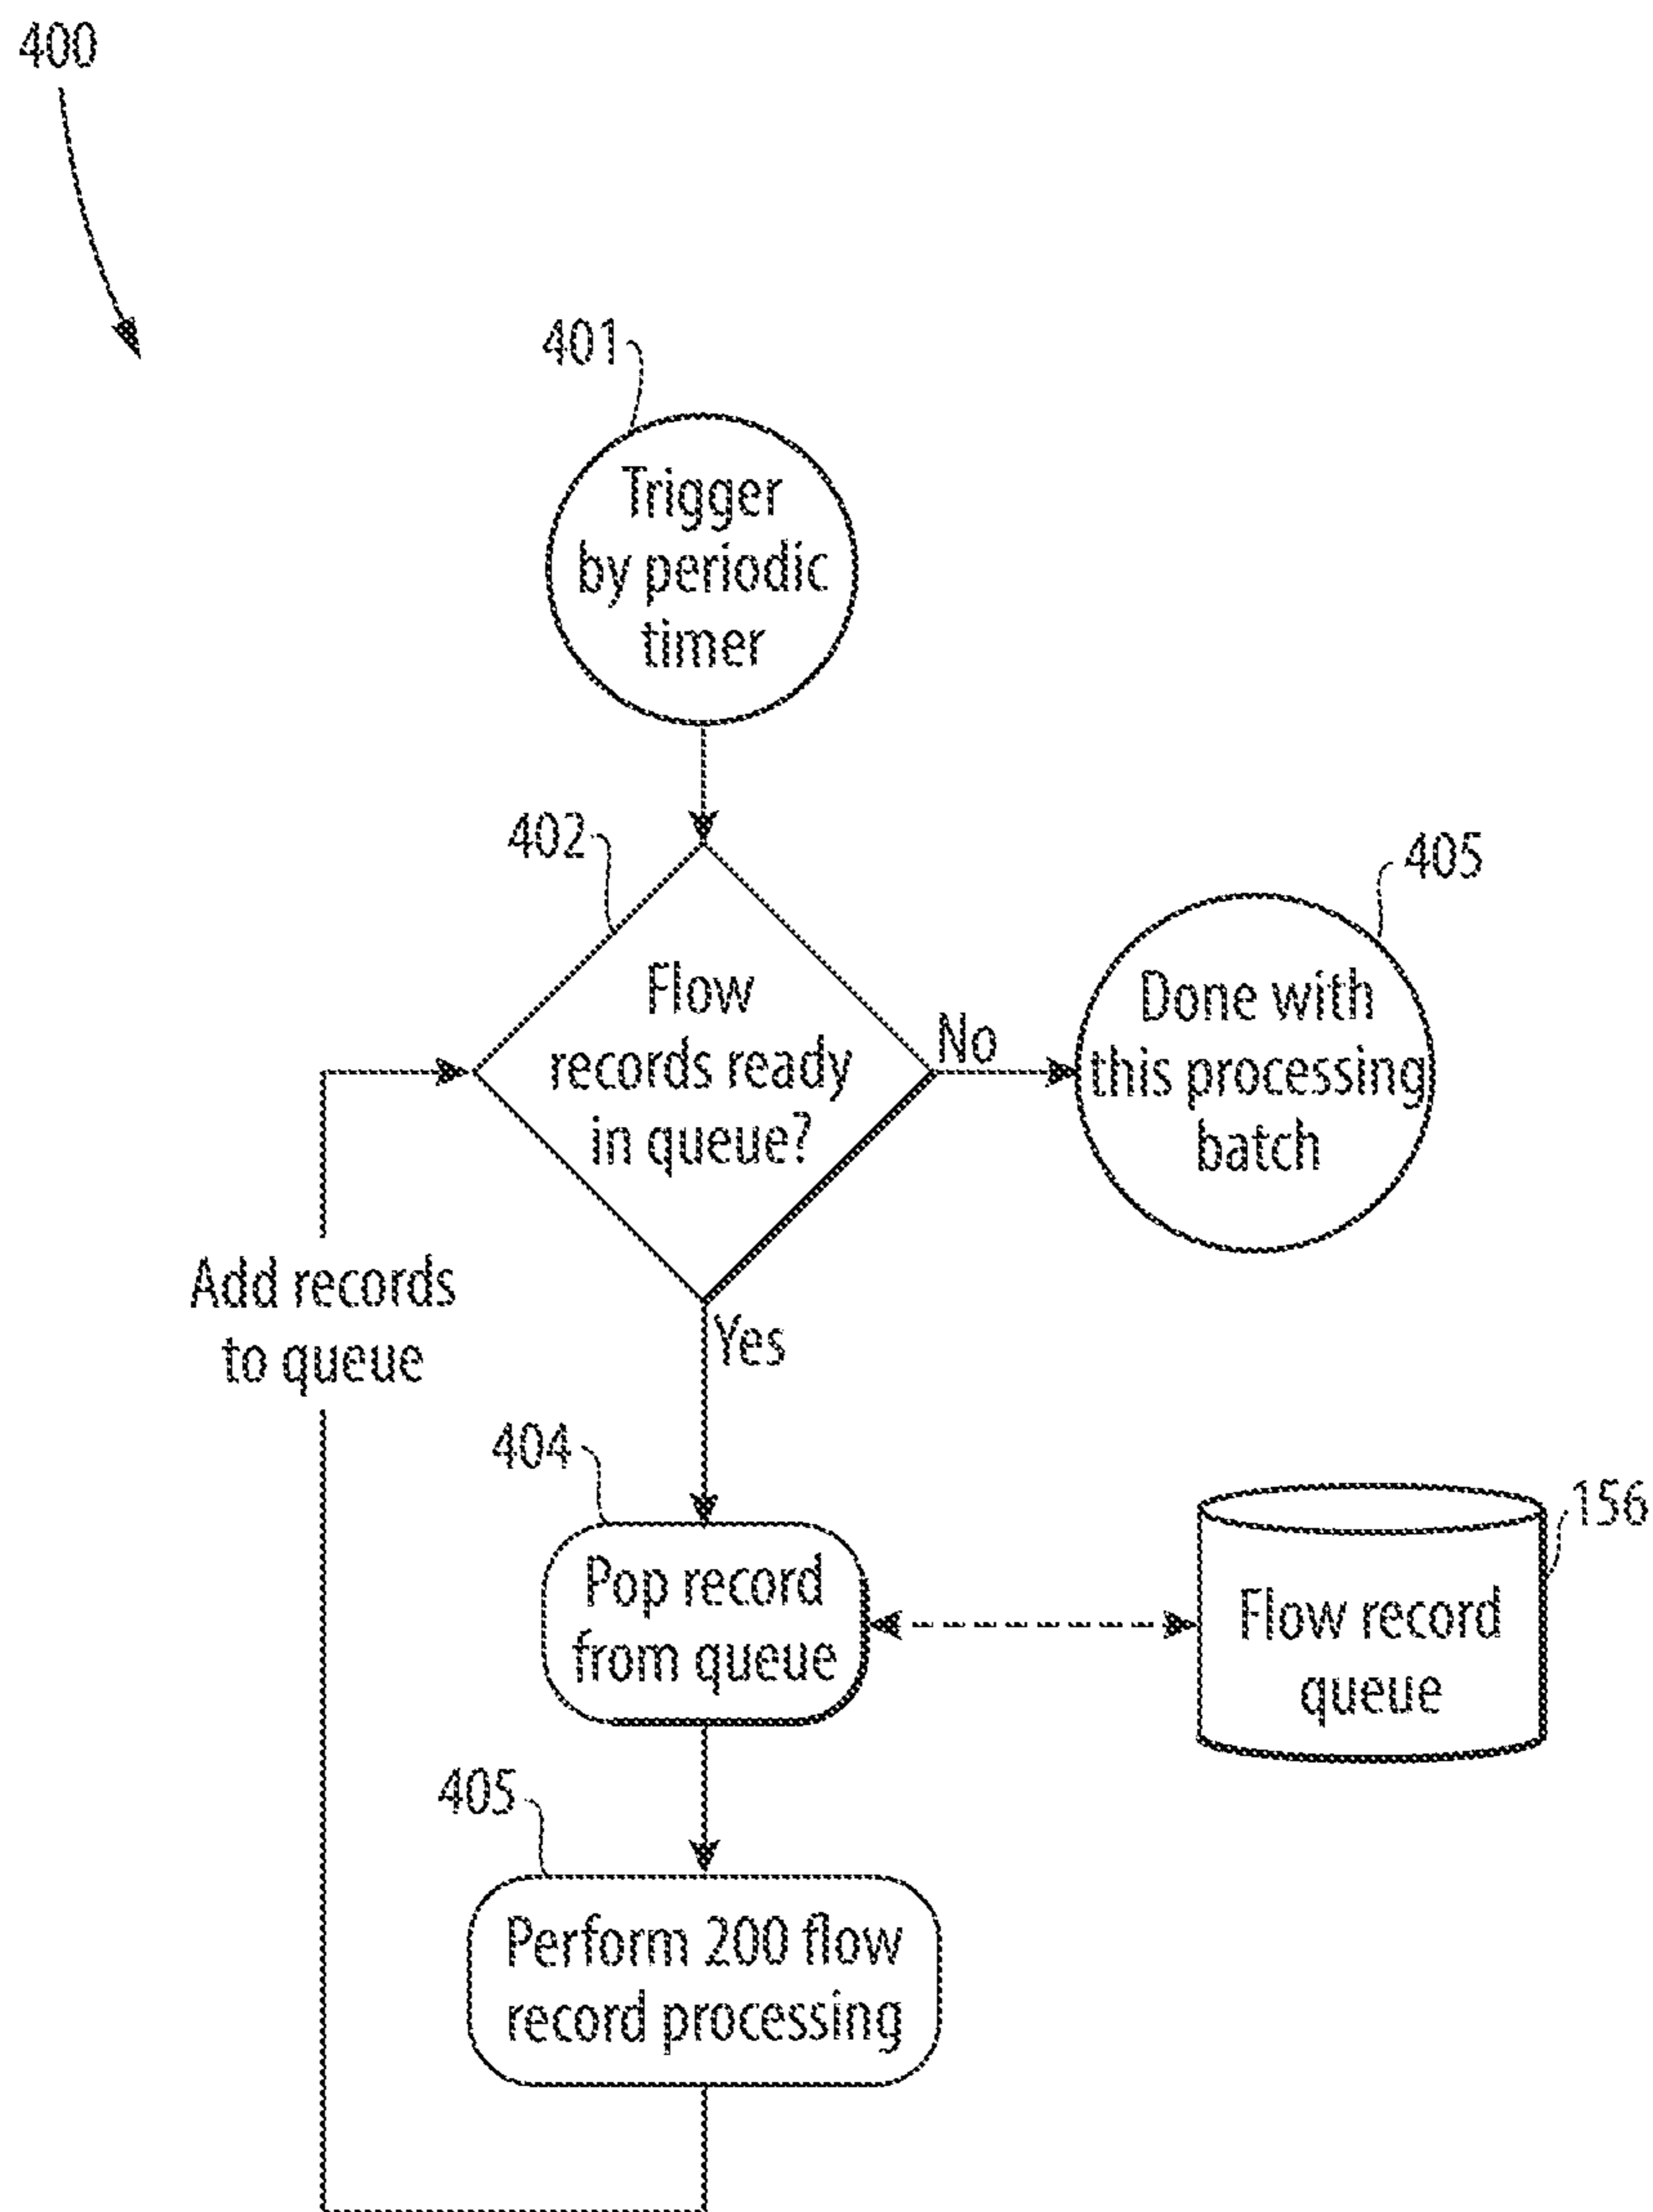 400
401
Trigger
by periodic
timer
402
405
Flow
records ready
in queue?
No
Done with
this processing
batch
Add records
to queue
Yes
404
Pop record
from queue
156
Flow record
queue
405
Perform 200 flow
record processing